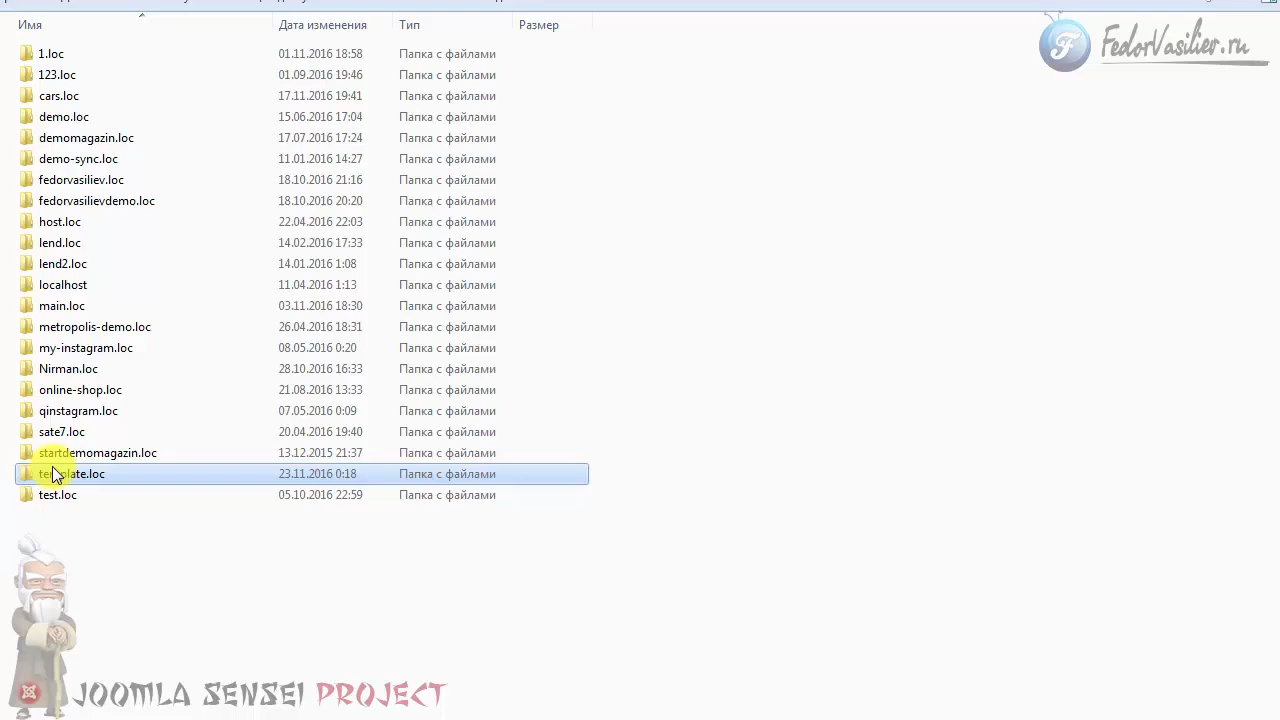 Имя Дата изменения Тип Размер
1.loc 01.11.2016 18:58 Папка с файлами
123.loc 01.09.2016 19:46 Папка с файлами
cars.loc 17.11.2016 19:41 Папка с файлами
demo.loc 15.06.2016 17:04 Папка с файлами
demomagazin.loc 17.07.2016 17:24 Папка с файлами
demo-sync.loc 11.01.2016 14:27 Папка с файлами
fedorvasiliev.loc 18.10.2016 21:16 Папка с файлами
fedorvasilievdemo.loc 18.10.2016 20:20 Папка с файлами
host.loc 22.04.2016 22:03 Папка с файлами
lend.loc 14.02.2016 17:33 Папка с файлами
lend2.loc 14.01.2016 1:08 Папка с файлами
localhost 11.04.2016 1:13 Папка с файлами
main.loc 03.11.2016 18:30 Папка с файлами
metropolis-demo.loc 26.04.2016 18:31 Папка с файлами
my-instagram.loc 08.05.2016 0:20 Папка с файлами
Nirman.loc 28.10.2016 16:33 Папка с файлами
online-shop.loc 21.08.2016 13:33 Папка с файлами
qinstagram.loc 07.05.2016 0:09 Папка с файлами
sate7.loc 20.04.2016 19:40 Папка с файлами
startdemomagazin.loc 13.12.2015 21:37 Папка с файлами
template.loc 23.11.2016 0:18 Папка с файлами
test.loc 05.10.2016 22:59 Папка с файлами
FedorVasiliev.ru
JOOMLA SENSEI PROJECT